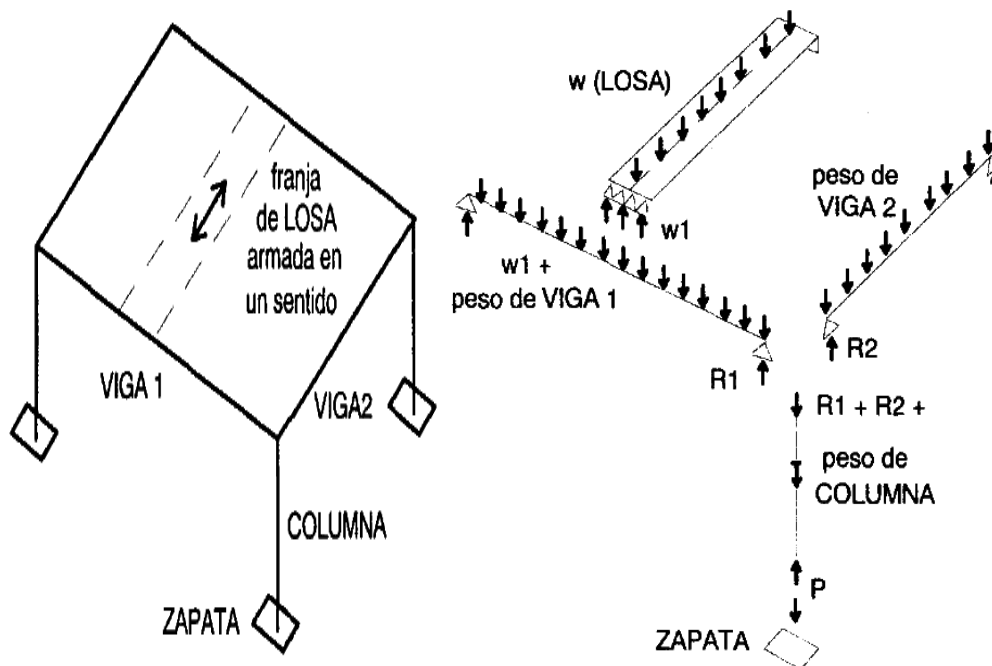 franja
de LOSA
armada en
un sentido
VIGA 1
VIGA2
COLUMNA
ZAPATA
w (LOSA)
w1
w1 +
peso de VIGA 1
peso de
VIGA 2
R1
R2
R1 + R2 +
peso de
COLUMNA
P
ZAPATA